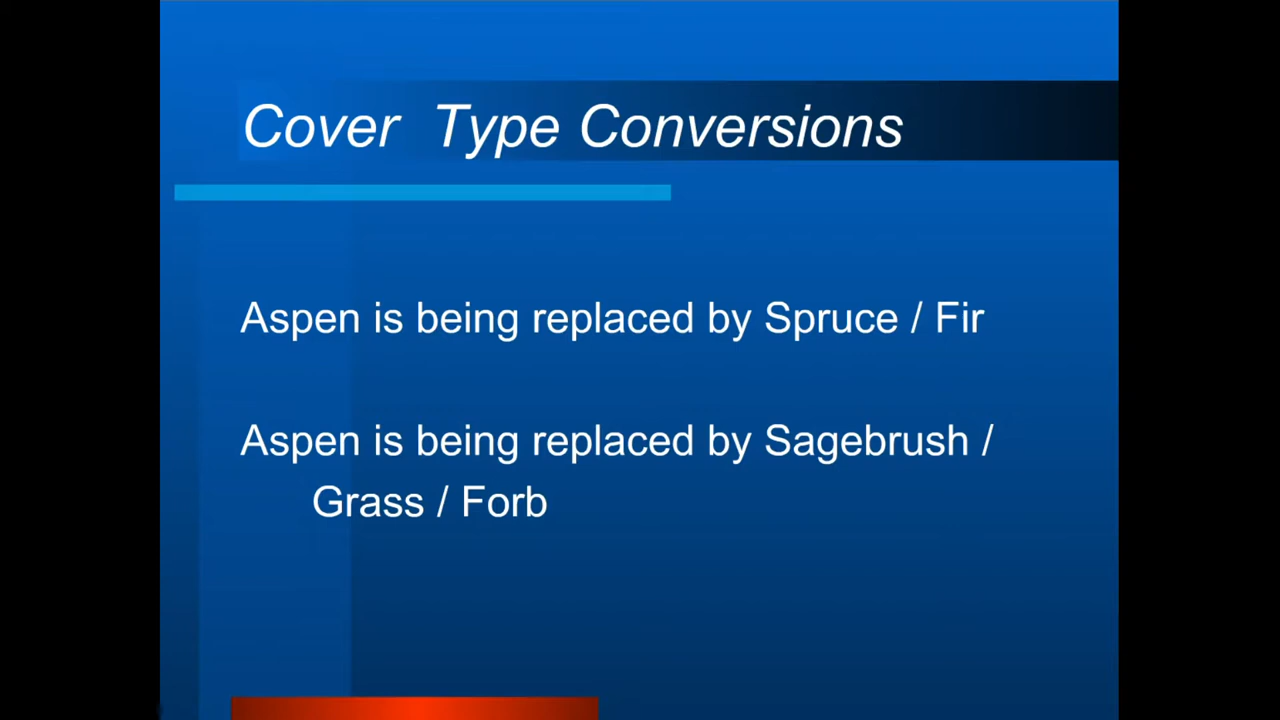 Cover  Type Conversions
Aspen is being replaced by Spruce / Fir
Aspen is being replaced by Sagebrush /
Grass / Forb